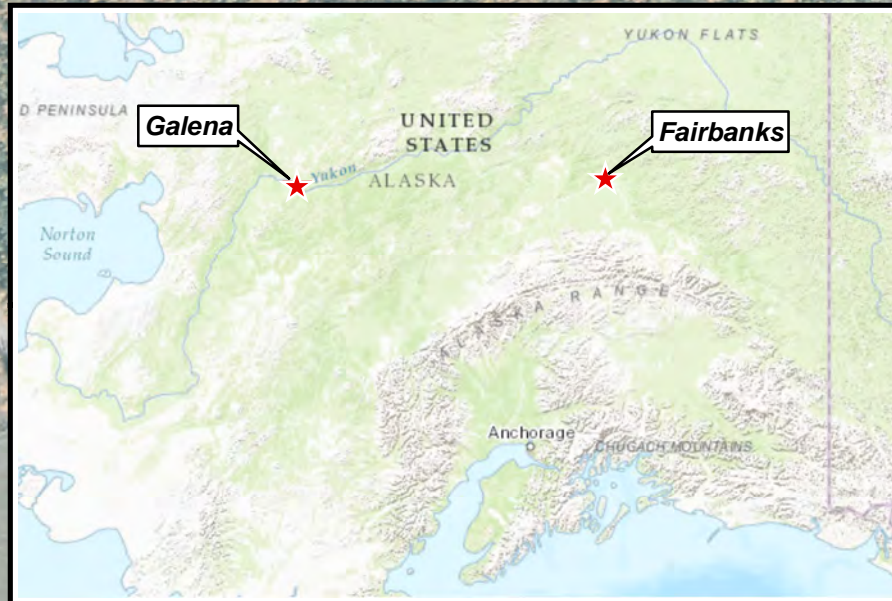 YUKON FLATS
D PENINSULA
Galena
UNITED
STATES
Fairbanks
Yukon
ALASKA
Norton
Sound
ALASKA RANGE
Anchorage
CHUGACH MOUNTAINS